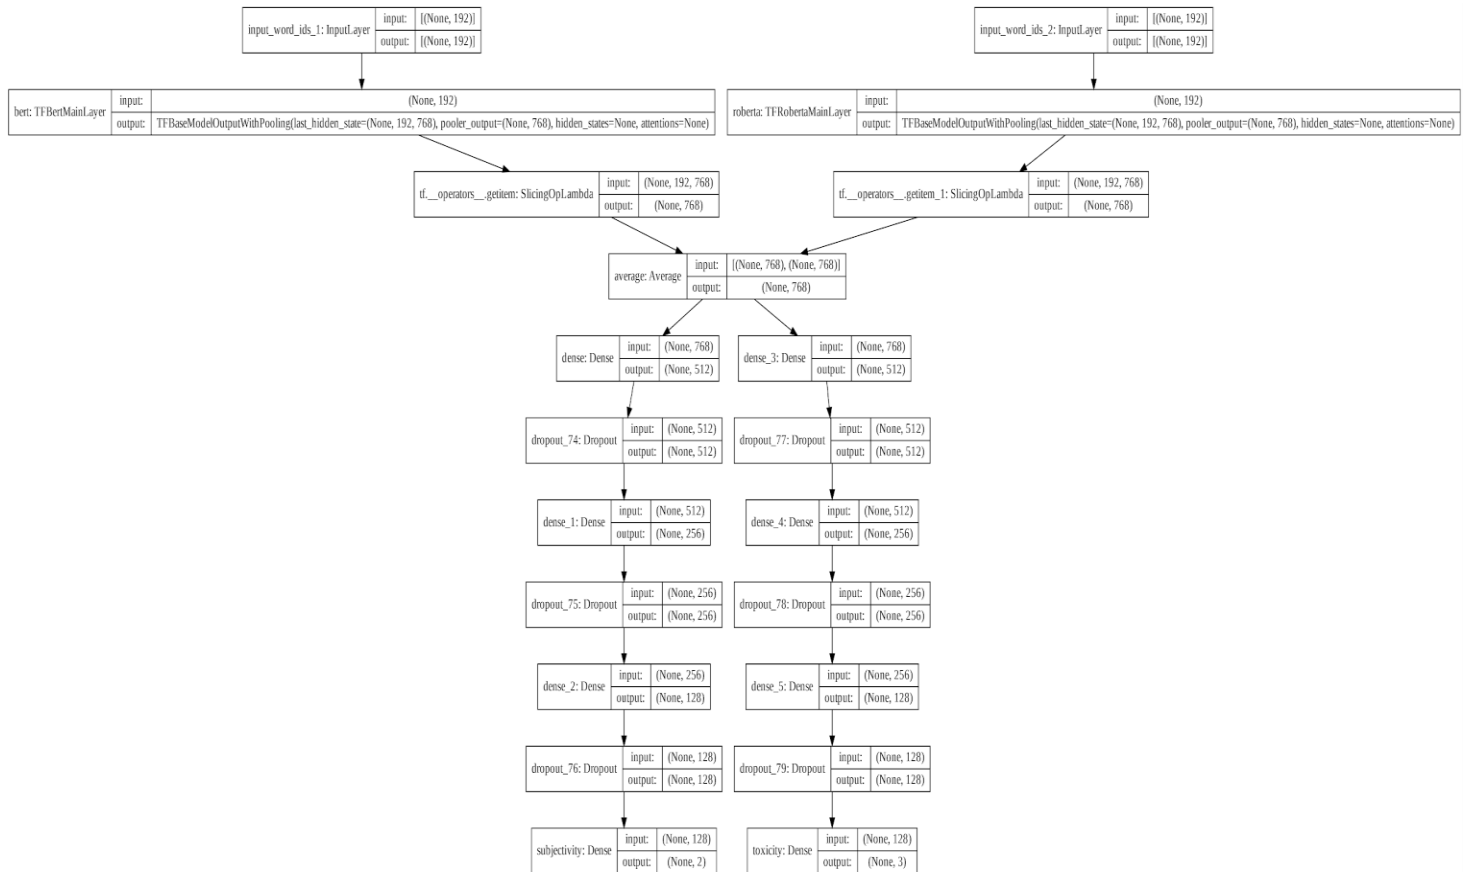 input_word_ids_1: InputLayer input: [(None, 192)]
output: [(None, 192)]
input_word_ids_2: InputLayer input: [(None, 192)]
output: [(None, 192)]
bert: TFBertMainLayer input: (None, 192)
output: TFBaseModelOutputWithPooling(last_hidden_state=(None, 192, 768), pooler_output=(None, 768), hidden_states=None, attentions=None)
roberta: TFRobertaMainLayer input: (None, 192)
output: TFBaseModelOutputWithPooling(last_hidden_state=(None, 192, 768), pooler_output=(None, 768), hidden_states=None, attentions=None)
tf.__operators__.getitem: SlicingOpLambda input: (None, 192, 768)
output: (None, 768)
tf.__operators__.getitem_1: SlicingOpLambda input: (None, 192, 768)
output: (None, 768)
average: Average input: [(None, 768), (None, 768)]
output: (None, 768)
dense: Dense input: (None, 768)
output: (None, 512)
dense_3: Dense input: (None, 768)
output: (None, 512)
dropout_74: Dropout input: (None, 512)
output: (None, 512)
dropout_77: Dropout input: (None, 512)
output: (None, 512)
dense_1: Dense input: (None, 512)
output: (None, 256)
dense_4: Dense input: (None, 512)
output: (None, 256)
dropout_75: Dropout input: (None, 256)
output: (None, 256)
dropout_78: Dropout input: (None, 256)
output: (None, 256)
dense_2: Dense input: (None, 256)
output: (None, 128)
dense_5: Dense input: (None, 256)
output: (None, 128)
dropout_76: Dropout input: (None, 128)
output: (None, 128)
dropout_79: Dropout input: (None, 128)
output: (None, 128)
subjectivity: Dense input: (None, 128)
output: (None, 2)
toxicity: Dense input: (None, 128)
output: (None, 3)